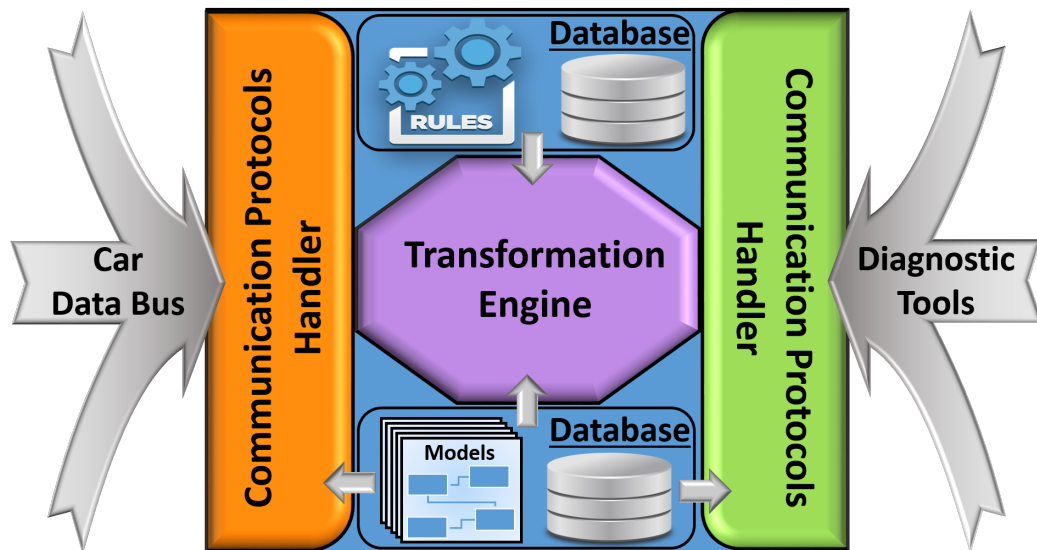 Car
Data Bus
Communication Protocols
Handler
RULES
Database
Transformation
Engine
Models
Database
Communication Protocols
Handler
Diagnostic
Tools